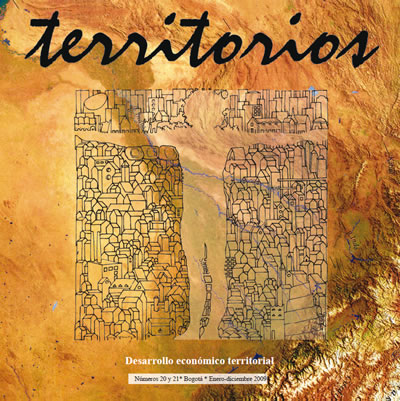 territorios
Desarrollo económico territorial
Números 20 y 21* Bogotá * Enero-diciembre 2009